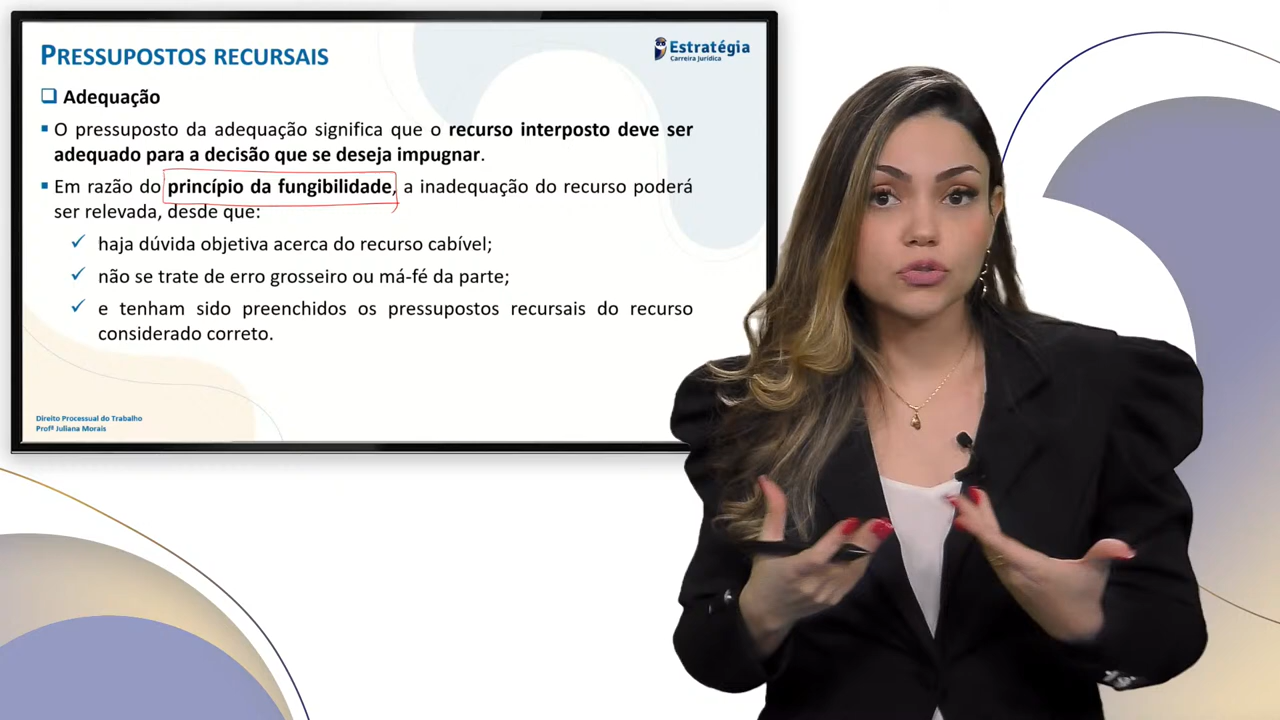 PRESSUPOSTOS RECURSAIS
Estratégia
Carreira Jurídica
Adequação
O pressuposto da adequação significa que o recurso interposto deve ser
adequado para a decisão que se deseja impugnar.
Em razão do princípio da fungibilidade, a inadequação do recurso poderá
ser relevada, desde que:
haja dúvida objetiva acerca do recurso cabível;
não se trate de erro grosseiro ou má-fé da parte;
e tenham sido preenchidos os pressupostos recursais do recurso
considerado correto.
Direito Processual do Trabalho
Profª Juliana Morais